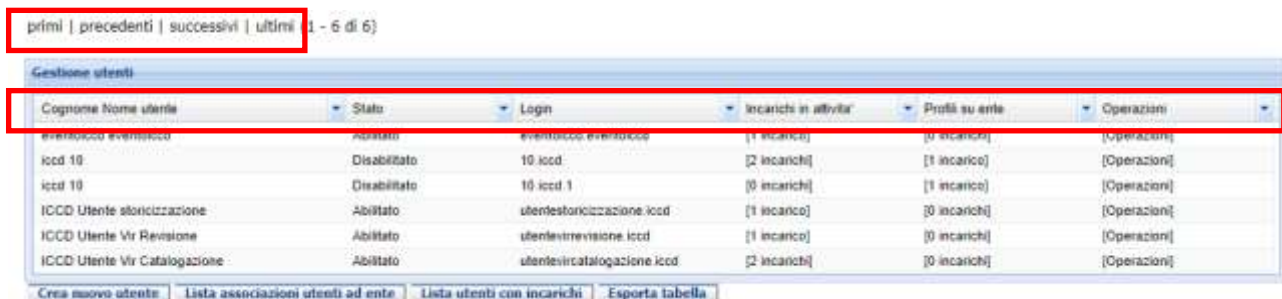 primi | precedenti | successivi | ultimi (1 - 6 di 6)
Gestione utenti
Cognome Nome utente Stato Login Incarichi in attivita' Profili su ente Operazioni
eventoicco eventoicco Abilitato eventoicco.eventoicco [1 incarico] [0 incarichi] [Operazioni]
iccd 10 Disabilitato 10.iccd [2 incarichi] [1 incarico] [Operazioni]
iccd 10 Disabilitato 10.iccd.1 [0 incarichi] [1 incarico] [Operazioni]
ICCD Utente storicizzazione Abilitato utentestoricizzazione.iccd [1 incarico] [0 incarichi] [Operazioni]
ICCD Utente Vir Revisione Abilitato utentevirrevisione.iccd [1 incarico] [0 incarichi] [Operazioni]
ICCD Utente Vir Catalogazione Abilitato utentevircatalogazione.iccd [2 incarichi] [0 incarichi] [Operazioni]
Crea nuovo utente Lista associazioni utenti ad ente Lista utenti con incarichi Esporta tabella